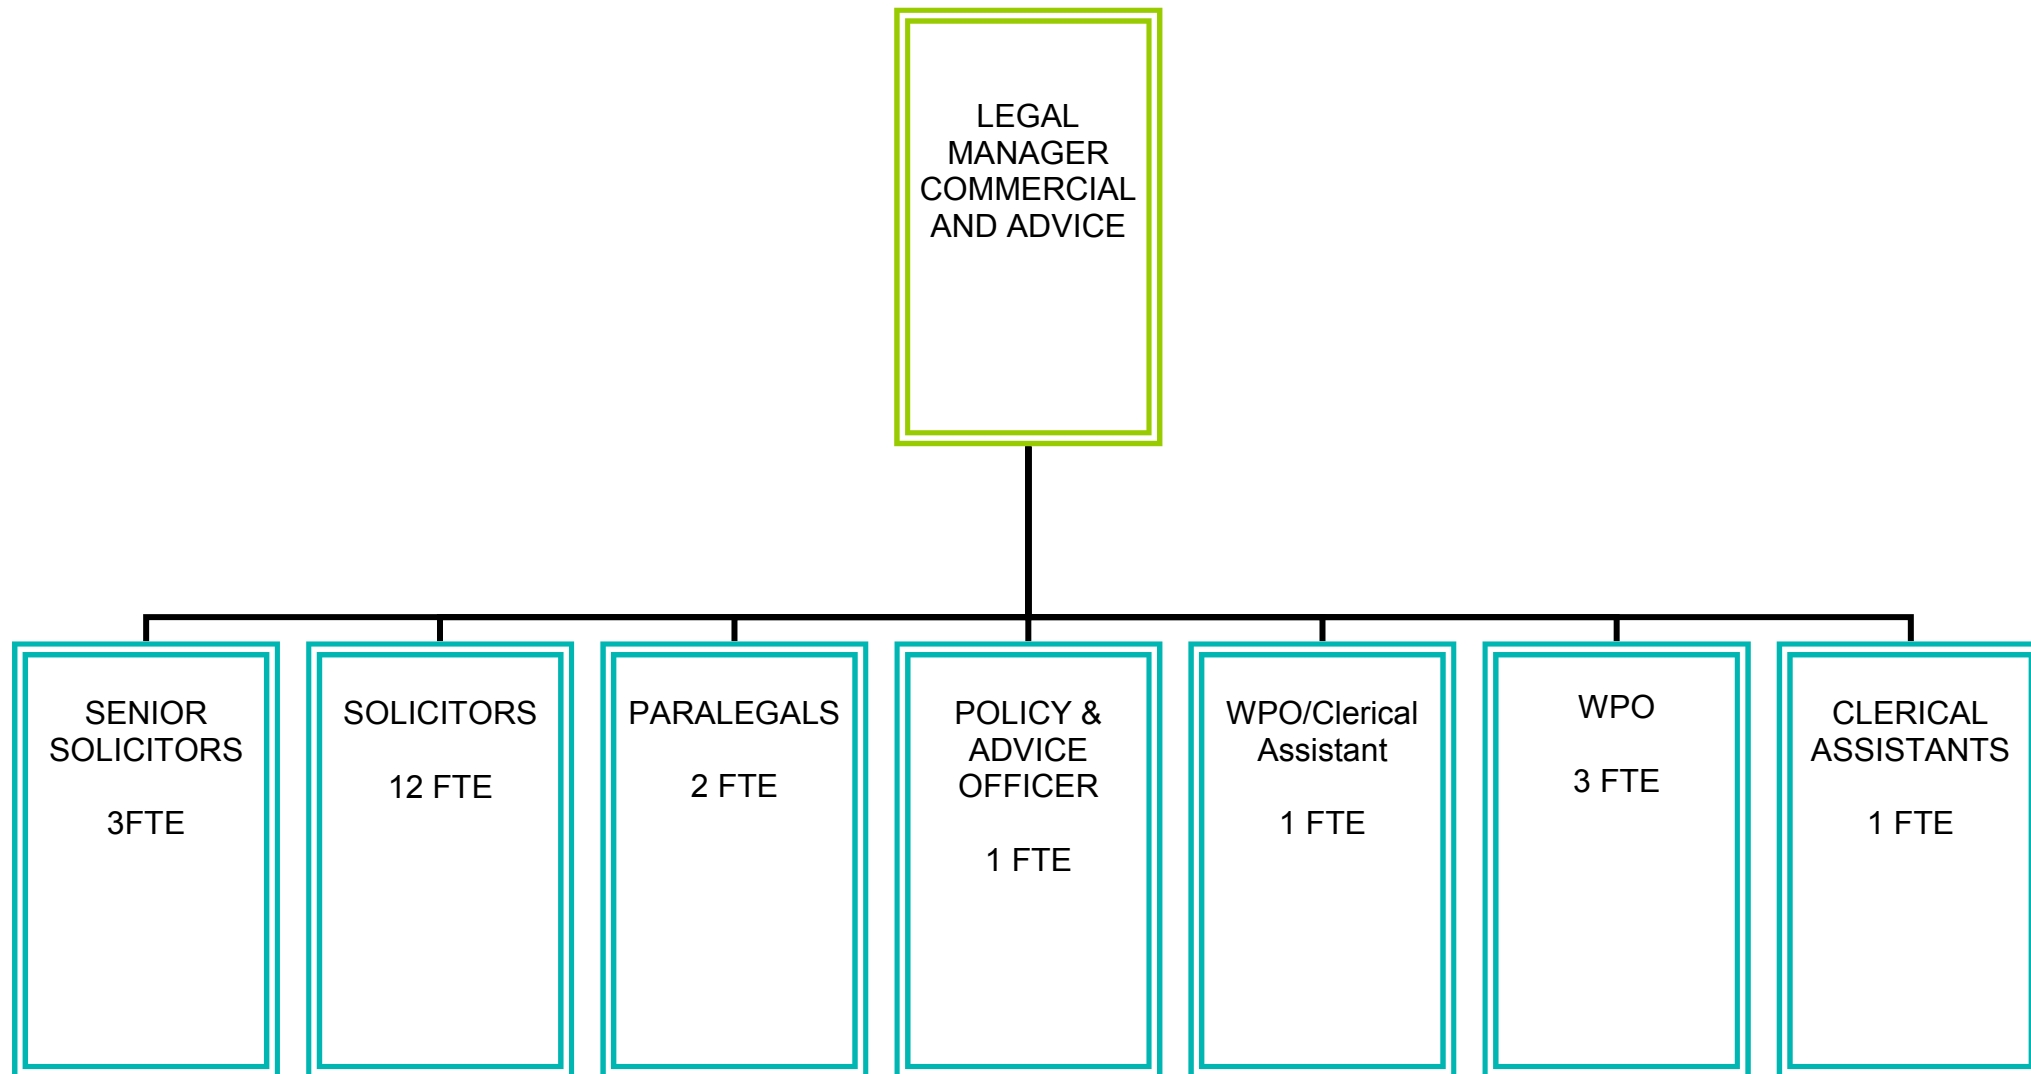 LEGAL
MANAGER
COMMERCIAL
AND ADVICE
SENIOR
SOLICITORS
3FTE
SOLICITORS
12 FTE
PARALEGALS
2 FTE
POLICY &
ADVICE
OFFICER
1 FTE
WPO/Clerical
Assistant
1 FTE
WPO
3 FTE
CLERICAL
ASSISTANTS
1 FTE